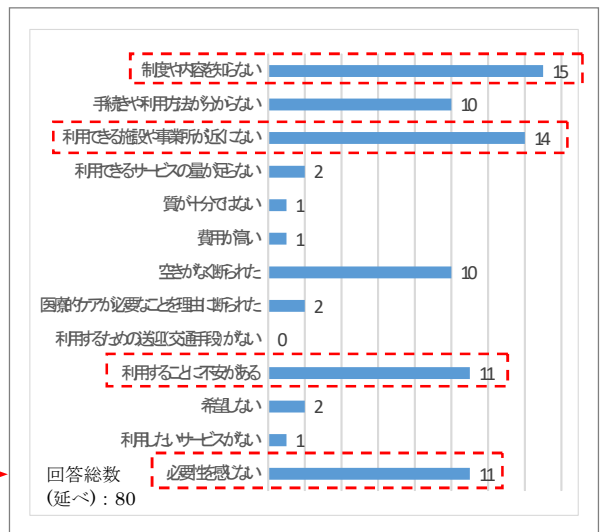 制度や内容を知らない 15
手続きや利用方法が分からない 10
利用できる施設や事業所が近くにない 14
利用できるサービスの量が足らない 2
質が十分ではない 1
費用が高い 1
空きがなく断られた 10
医療的ケアが必要なことを理由に断られた 2
利用するための送迎(交通手段)がない 0
利用することに不安がある 11
希望しない 2
利用したいサービスがない 1
必要性を感じない 11
回答総数
(延べ)：80